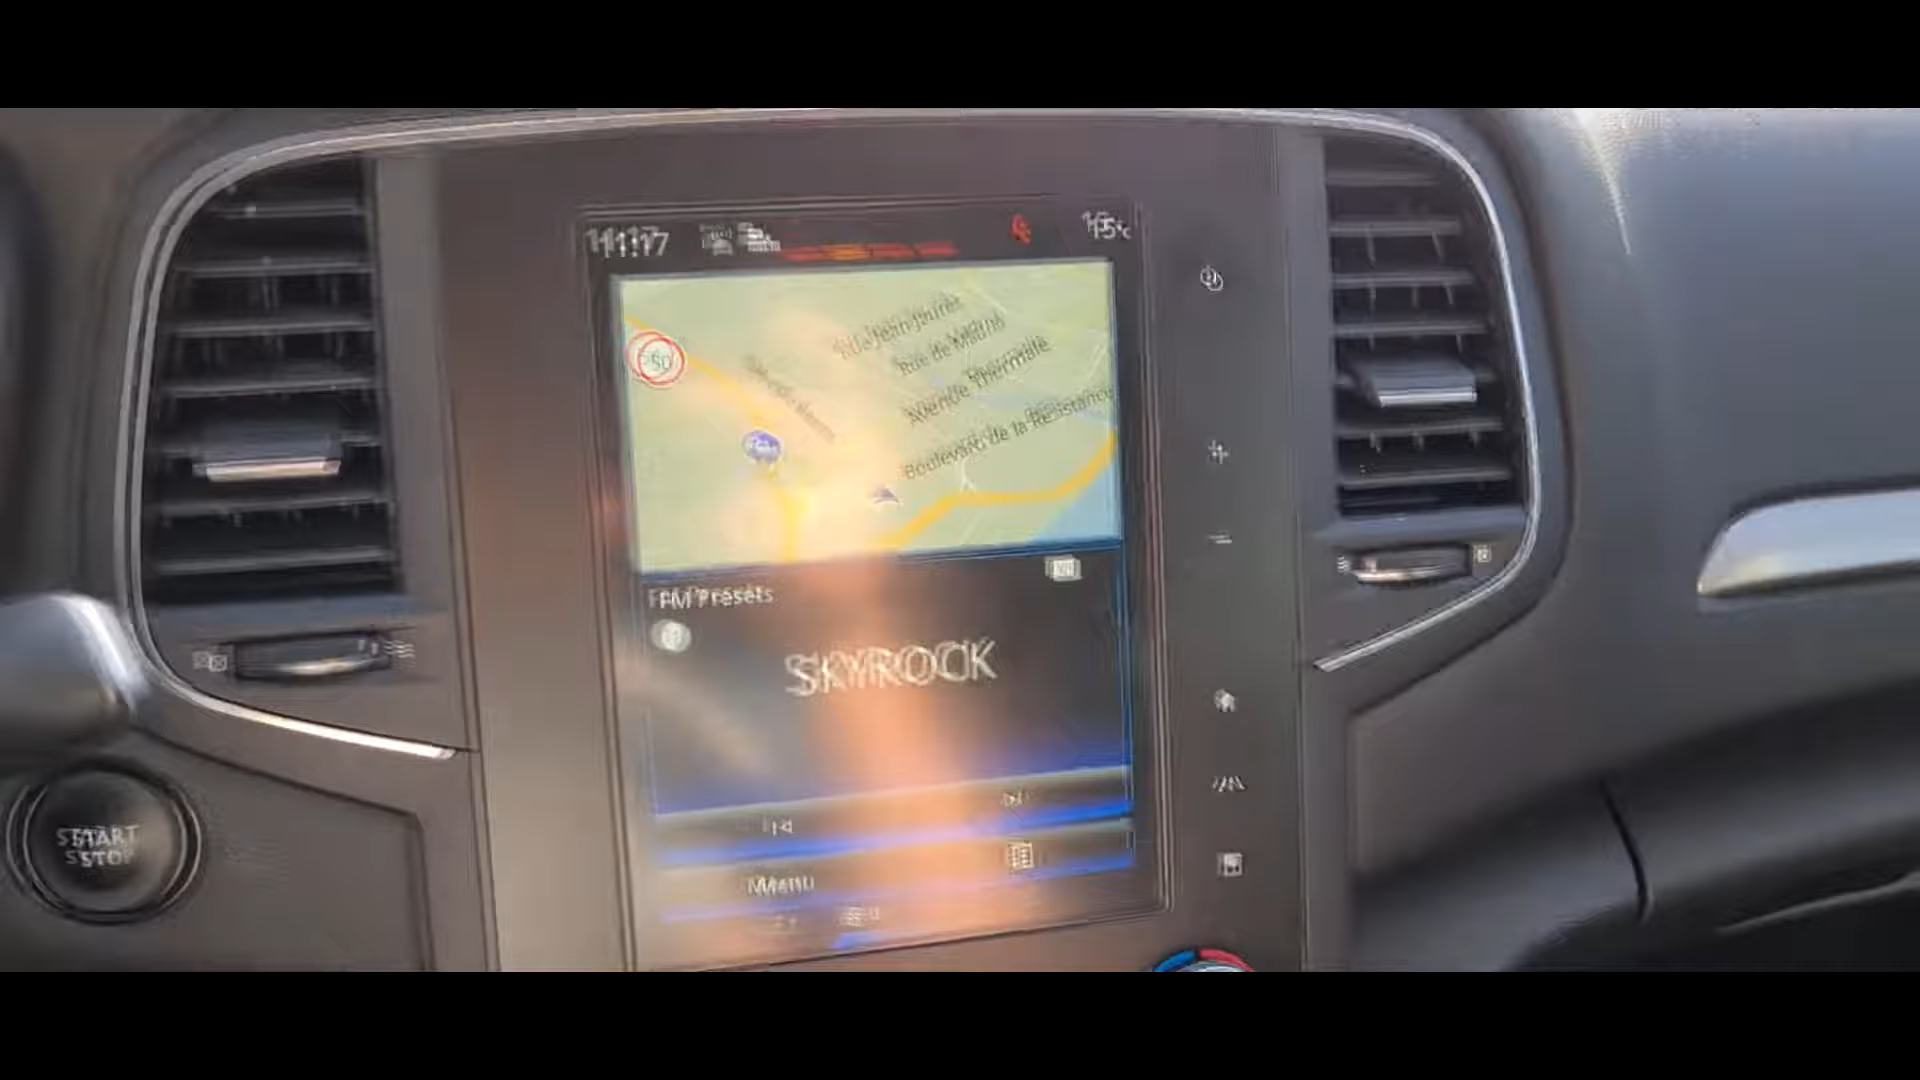 11:17
15°C
50
Rue Jean Jaurès
Rue de
Avenue Thermale
Boulevard de la Résistance
FM Presets
SKYROCK
START
STOP
Menu